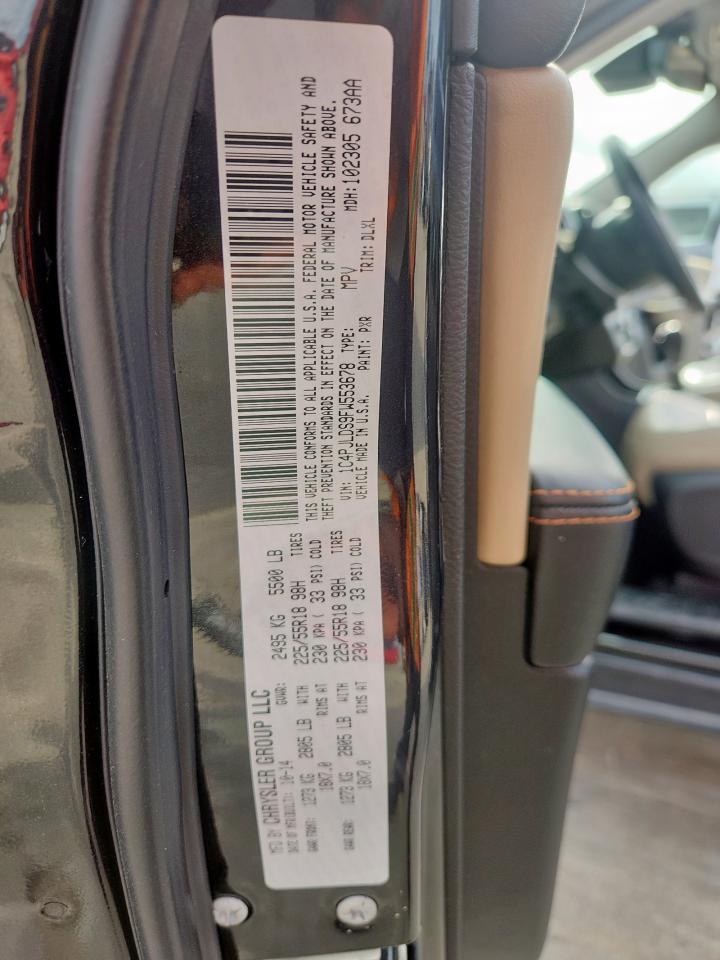 MFD BY CHRYSLER GROUP LLC
DATE OF MFR(BUILT): 10-14 GVWR: 2495 KG 5500 LB
GAWR FRONT: 1273 KG 2805 LB WITH 225/55R18 98H TIRES
18X7.0 RIMS AT 230 KPA ( 33 PSI) COLD
GAWR REAR: 1273 KG 2805 LB WITH 225/55R18 98H TIRES
18X7.0 RIMS AT 230 KPA ( 33 PSI) COLD
THIS VEHICLE CONFORMS TO ALL APPLICABLE U.S.A. FEDERAL MOTOR VEHICLE SAFETY AND
THEFT PREVENTION STANDARDS IN EFFECT ON THE DATE OF MANUFACTURE SHOWN ABOVE.
VIN: 1C4PJLDS9FW553678 TYPE: MPV MDH: 102305 673AA
VEHICLE MADE IN U.S.A. PAINT: PXR TRIM: DLXL